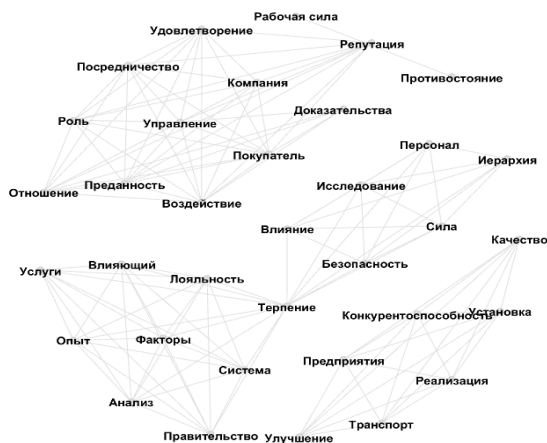 Рабочая сила
Удовлетворение
Репутация
Посредничество
Компания
Противостояние
Доказательства
Роль
Управление
Персонал
Покупатель
Иерархия
Преданность
Исследование
Отношение
Воздействие
Сила
Влияние
Качество
Безопасность
Влияющий
Услуги
Лояльность
Терпение
Установка
Конкурентоспособность
Факторы
Опыт
Предприятия
Система
Реализация
Анализ
Транспорт
Правительство
Улучшение